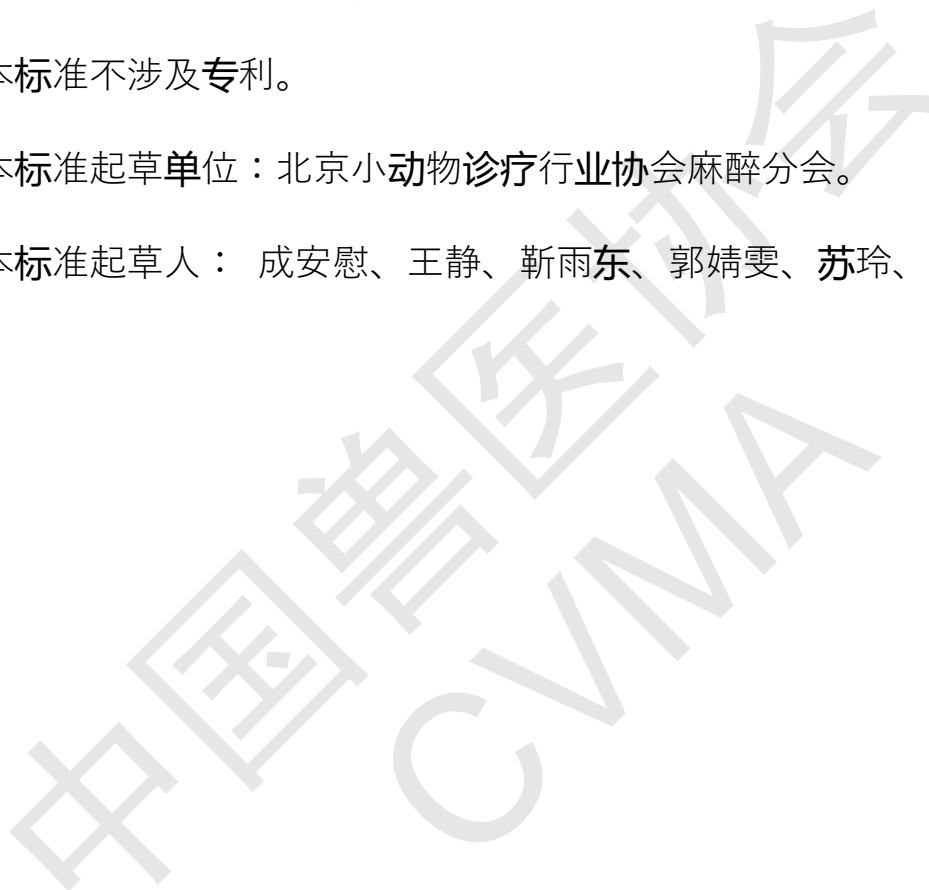 本标准不涉及专利。
本标准起草单位：北京小动物诊疗行业协会麻醉分会。
本标准起草人： 成安慰、王静、靳雨东、郭婧雯、苏玲、
中国兽医协会
CVMA